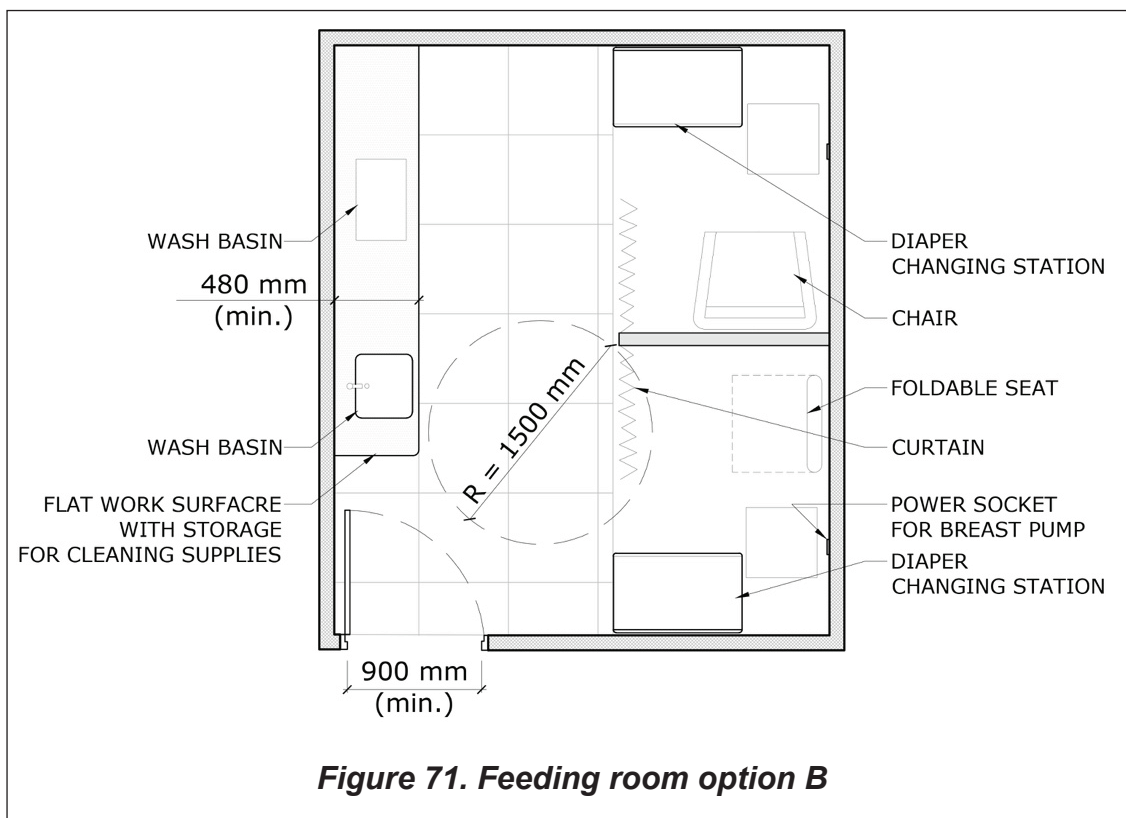 WASH BASIN
480 mm
(min.)
WASH BASIN
FLAT WORK SURFACRE
WITH STORAGE
FOR CLEANING SUPPLIES
R = 1500 mm
900 mm
(min.)
DIAPER
CHANGING STATION
CHAIR
FOLDABLE SEAT
CURTAIN
POWER SOCKET
FOR BREAST PUMP
DIAPER
CHANGING STATION
Figure 71. Feeding room option B